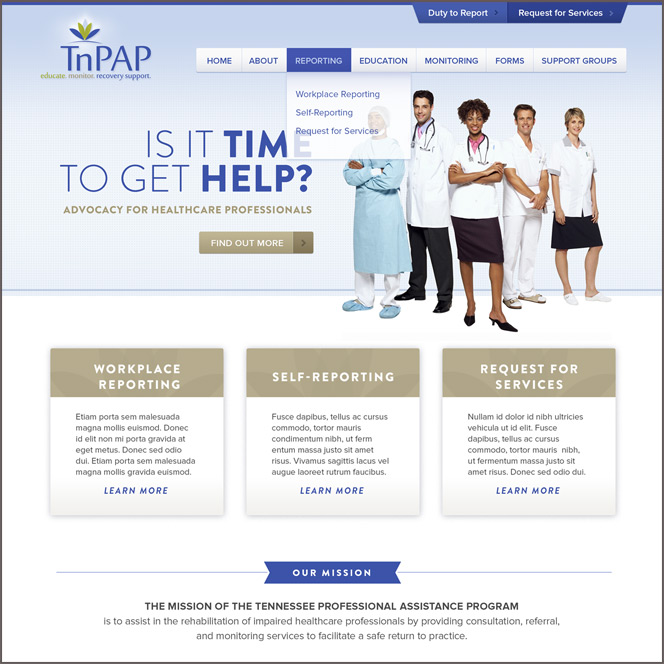 Duty to Report
Request for Services
TnPAP
educate. monitor. recovery support.
HOME
ABOUT
REPORTING
EDUCATION
MONITORING
FORMS
SUPPORT GROUPS
Workplace Reporting
Self-Reporting
Request for Services
IS IT TIME
TO GET HELP?
ADVOCACY FOR HEALTHCARE PROFESSIONALS
FIND OUT MORE
WORKPLACE
REPORTING
Etiam porta sem malesuada
magna mollis euismod. Donec
id elit non mi porta gravida at
eget metus. Donec sed odio
dui. Etiam porta sem malesuada
magna mollis gravida euismod.
LEARN MORE
SELF-REPORTING
Fusce dapibus, tellus ac cursus
commodo, tortor mauris
condimentum nibh, ut ferm
entum massa justo sit amet
risus. Vivamus sagittis lacus vel
augue laoreet rutrum faucibus.
LEARN MORE
REQUEST FOR
SERVICES
Nullam id dolor id nibh ultricies
vehicula ut id elit. Fusce
dapibus, tellus ac cursus
commodo, tortor mauris nibh,
ut fermentum massa justo sit
amet risus. Donec sed odio dui.
LEARN MORE
OUR MISSION
THE MISSION OF THE TENNESSEE PROFESSIONAL ASSISTANCE PROGRAM
is to assist in the rehabilitation of impaired healthcare professionals by providing consultation, referral,
and monitoring services to facilitate a safe return to practice.